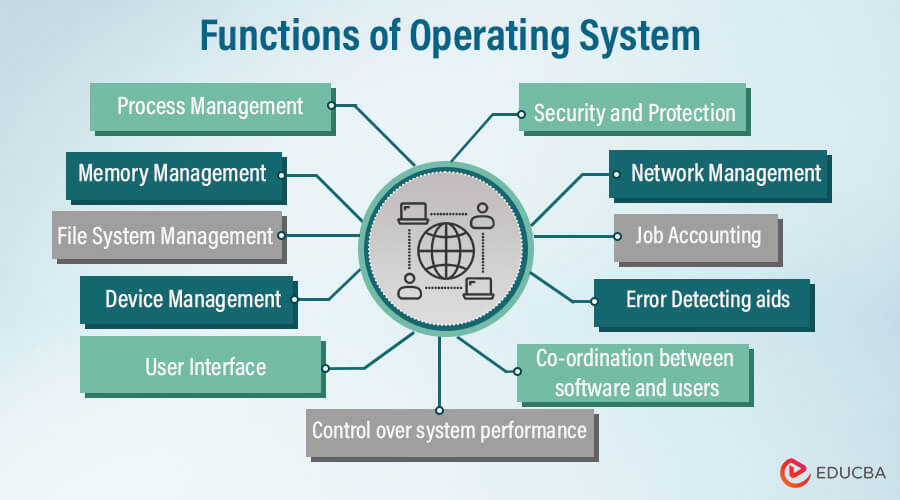 Functions of Operating System
Process Management
Memory Management
File System Management
Device Management
User Interface
Control over system performance
Security and Protection
Network Management
Job Accounting
Error Detecting aids
Co-ordination between
software and users
EDUCBA